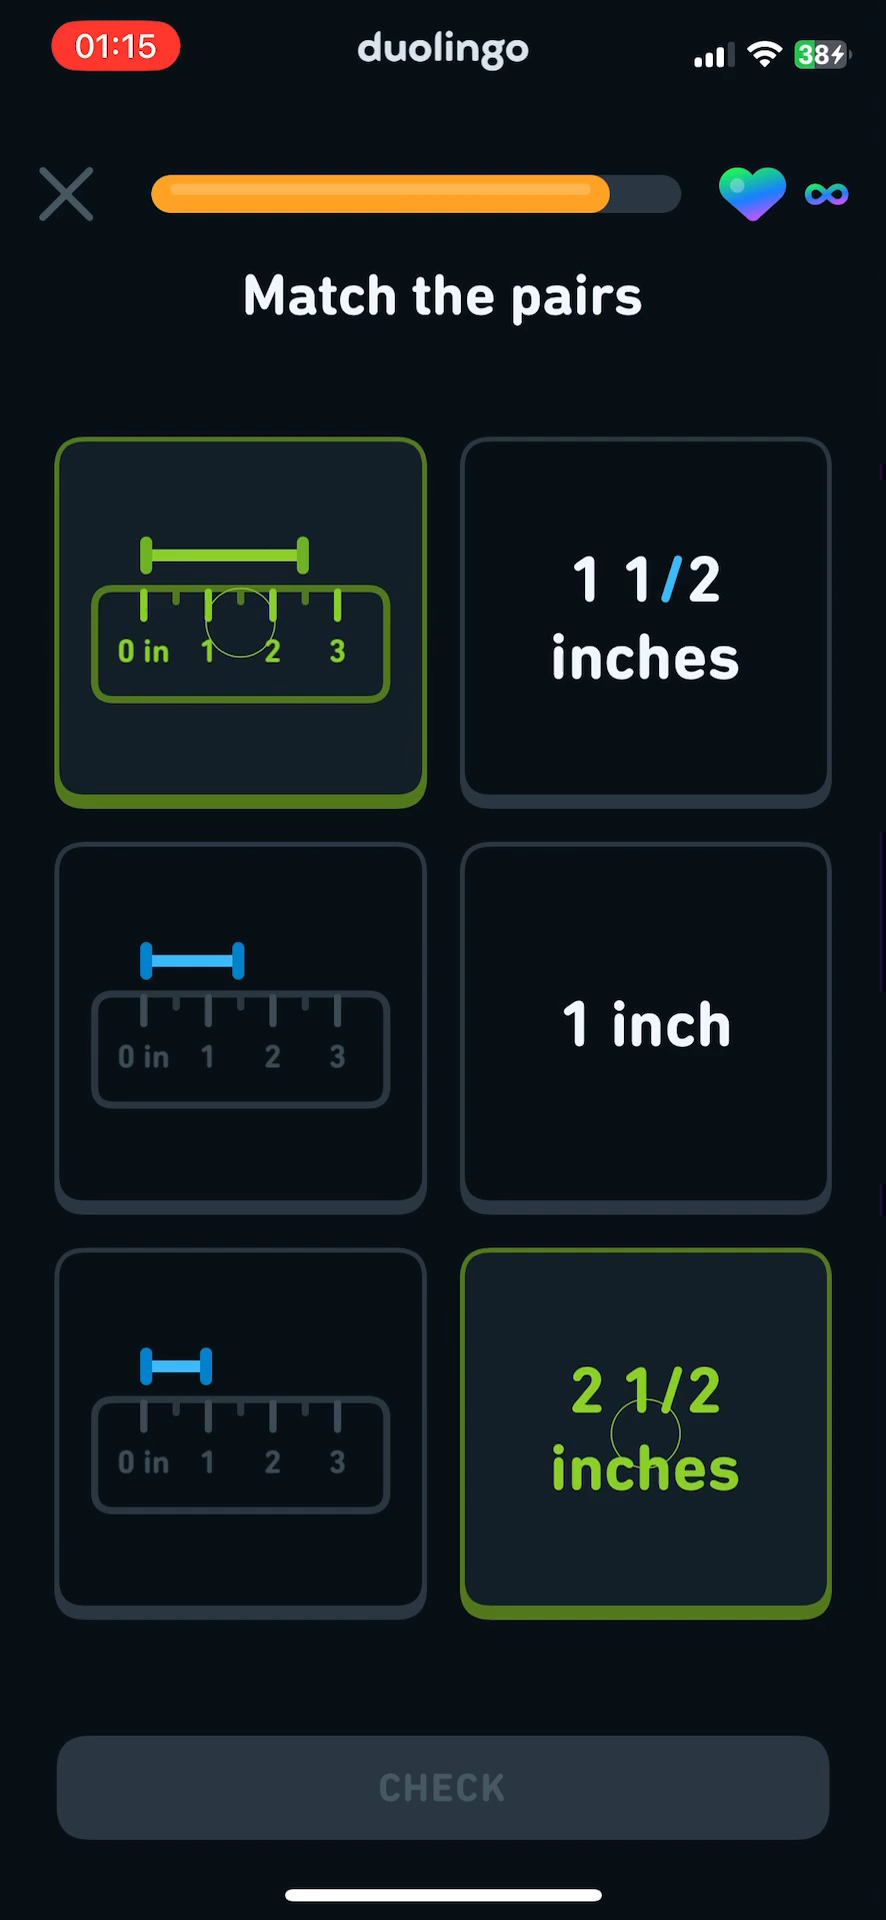 01:15
duolingo
38
Match the pairs
0 in 1 2 3
1 1/2
inches
0 in 1 2 3
1 inch
0 in 1 2 3
2 1/2
inches
CHECK